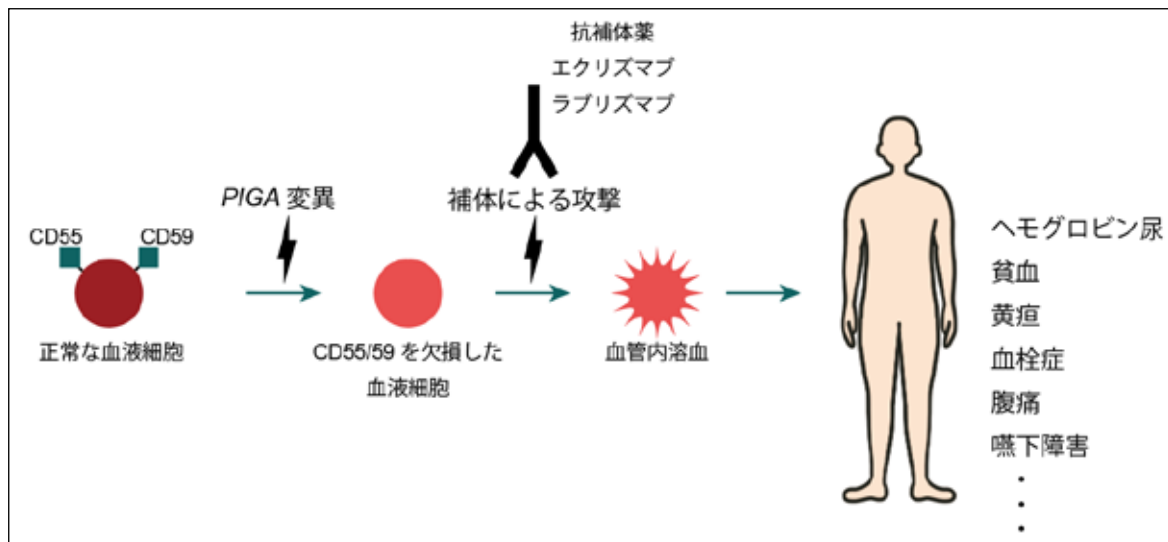 抗補体薬
エクリズマブ
ラブリズマブ
PIGA 変異
補体による攻撃
CD55
CD59
正常な血液細胞
CD55/59 を欠損した
血液細胞
血管内溶血
ヘモグロビン尿
貧血
黄疸
血栓症
腹痛
嚥下障害
・
・
・